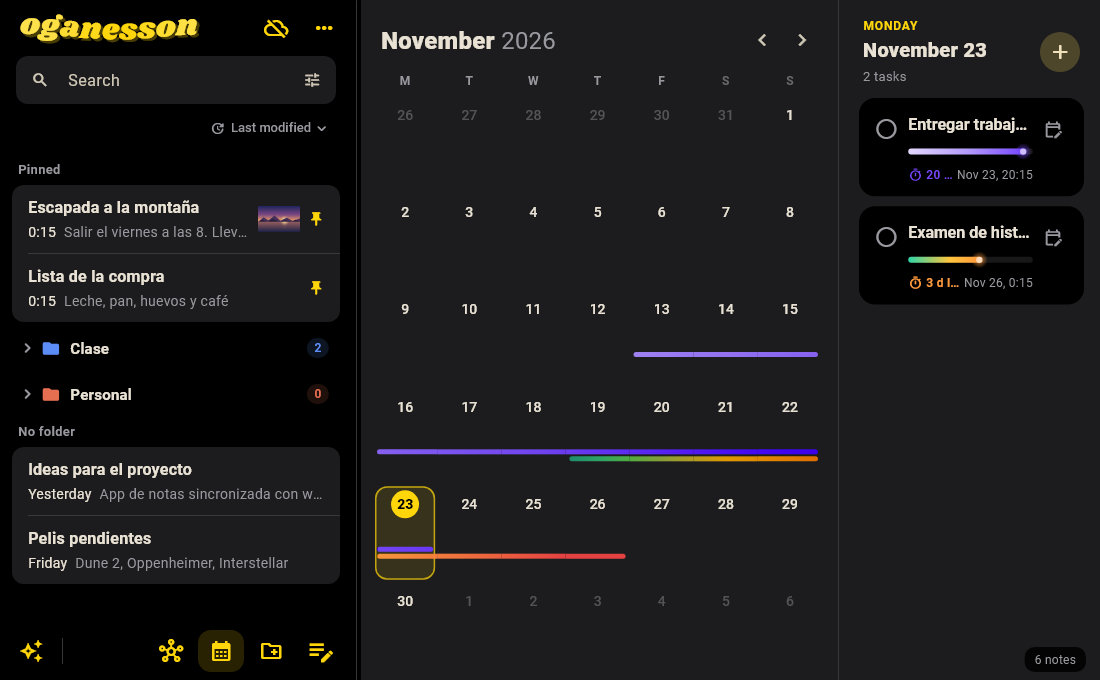 oganesson
Search
Last modified
Pinned
Escapada a la montaña
0:15 Salir el viernes a las 8. Llev…
Lista de la compra
0:15 Leche, pan, huevos y café
Clase 2
Personal 0
No folder
Ideas para el proyecto
Yesterday App de notas sincronizada con w…
Pelis pendientes
Friday Dune 2, Oppenheimer, Interstellar
November 2026
M T W T F S S
26 27 28 29 30 31 1
2 3 4 5 6 7 8
9 10 11 12 13 14 15
16 17 18 19 20 21 22
23 24 25 26 27 28 29
30 1 2 3 4 5 6
MONDAY
November 23
2 tasks
Entregar trabaj…
20 … Nov 23, 20:15
Examen de hist…
3 d l… Nov 26, 0:15
6 notes